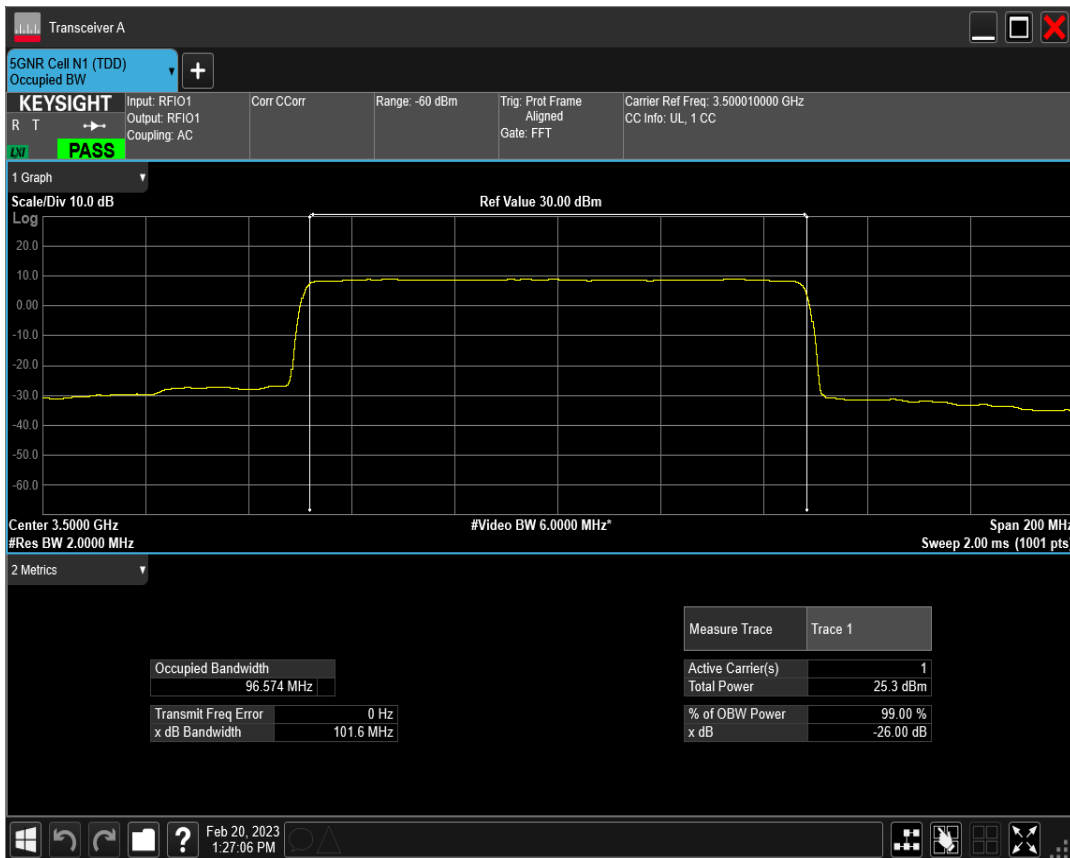 Transceiver A
5GNR Cell N1 (TDD)
Occupied BW
+
KEYSIGHT
R T
LXI
PASS
Input: RFIO1
Output: RFIO1
Coupling: AC
Corr CCorr
Range: -60 dBm
Trig: Prot Frame
Aligned
Gate: FFT
Carrier Ref Freq: 3.500010000 GHz
CC Info: UL, 1 CC
1 Graph
Scale/Div 10.0 dB
Ref Value 30.00 dBm
Log
20.0
10.0
0.00
-10.0
-20.0
-30.0
-40.0
-50.0
-60.0
Center 3.5000 GHz
#Video BW 6.0000 MHz*
Span 200 MHz
#Res BW 2.0000 MHz
Sweep 2.00 ms (1001 pts)
2 Metrics
Measure Trace Trace 1
Occupied Bandwidth
96.574 MHz
Active Carrier(s) 1
Total Power 25.3 dBm
Transmit Freq Error 0 Hz
x dB Bandwidth 101.6 MHz
% of OBW Power 99.00 %
x dB -26.00 dB
?
Feb 20, 2023
1:27:06 PM